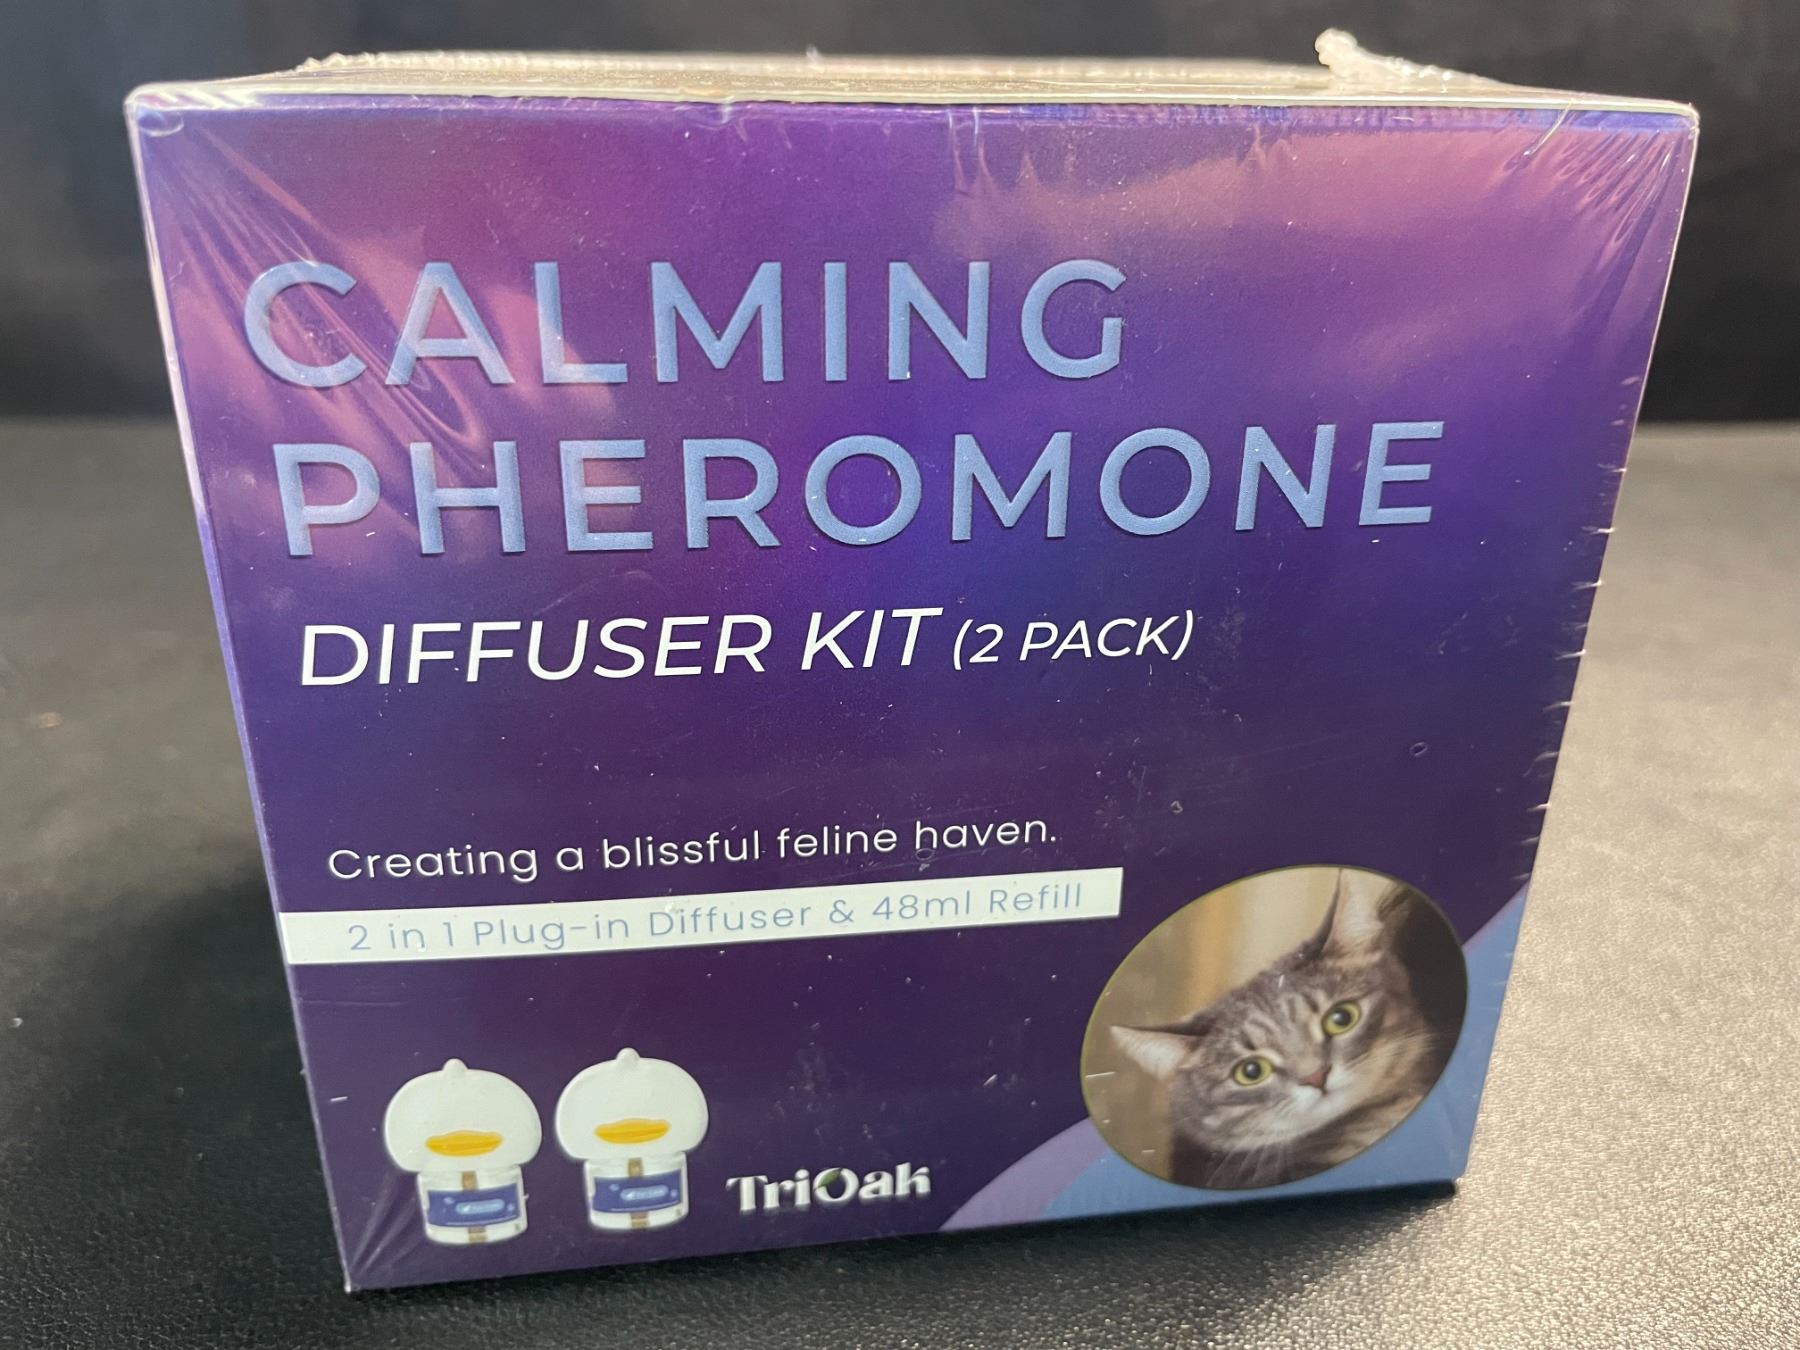 CALMING
PHEROMONE
DIFFUSER KIT (2 PACK)
Creating a blissful feline haven.
2 in 1 Plug-in Diffuser & 48ml Refill
TriOak